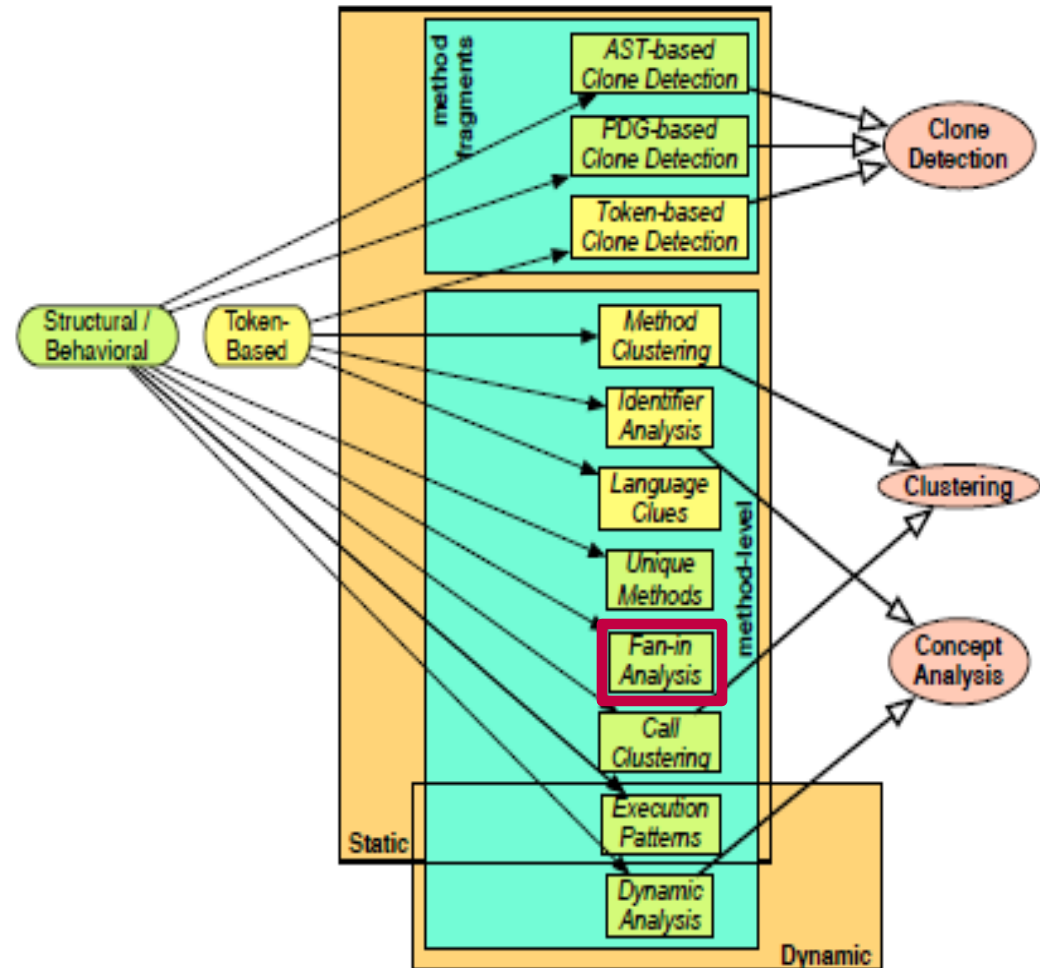 method
fragments
AST-based
Clone Detection
PDG-based
Clone Detection
Token-based
Clone Detection
Clone
Detection
Structural /
Behavioral
Token-
Based
Method
Clustering
Identifier
Analysis
Language
Clues
Unique
Methods
Fan-in
Analysis
Call
Clustering
Execution
Patterns
Dynamic
Analysis
method-level
Clustering
Concept
Analysis
Static
Dynamic